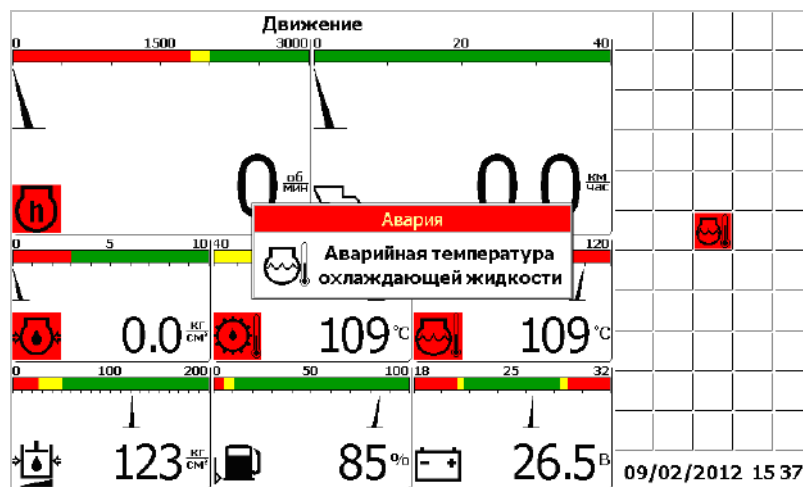 Движение
0 1500 3000 0 20 40
0 об/мин 0 0 км/час
h
Авария
Аварийная температура
охлаждающей жидкости
0 5 10 40 120
0.0 кг/см² 109 °C 109 °C
0 100 200 0 50 100 18 25 32
123 кг/см² 85 % 26.5 В
09/02/2012 15 37